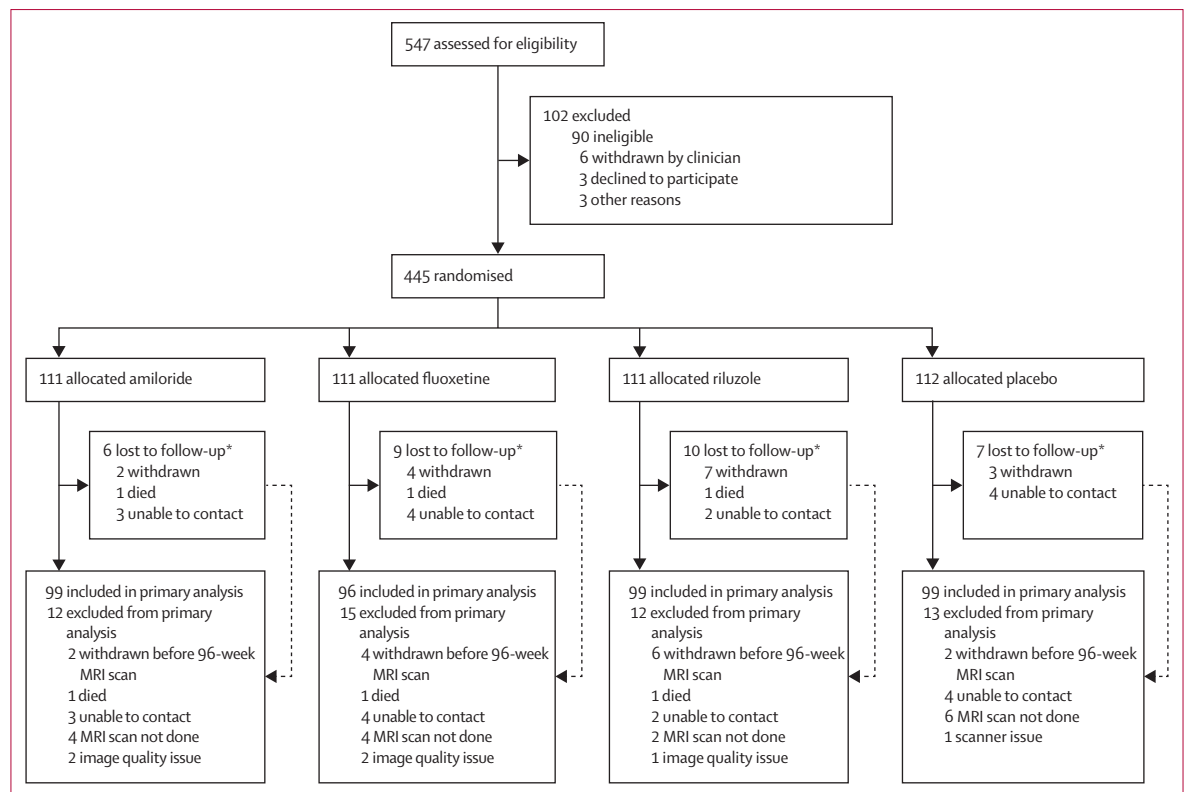 547 assessed for eligibility
102 excluded
90 ineligible
6 withdrawn by clinician
3 declined to participate
3 other reasons
445 randomised
111 allocated amiloride
111 allocated fluoxetine
111 allocated riluzole
112 allocated placebo
6 lost to follow-up*
2 withdrawn
1 died
3 unable to contact
9 lost to follow-up*
4 withdrawn
1 died
4 unable to contact
10 lost to follow-up*
7 withdrawn
1 died
2 unable to contact
7 lost to follow-up*
3 withdrawn
4 unable to contact
99 included in primary analysis
12 excluded from primary
analysis
2 withdrawn before 96-week
MRI scan
1 died
3 unable to contact
4 MRI scan not done
2 image quality issue
96 included in primary analysis
15 excluded from primary
analysis
4 withdrawn before 96-week
MRI scan
1 died
4 unable to contact
4 MRI scan not done
2 image quality issue
99 included in primary analysis
12 excluded from primary
analysis
6 withdrawn before 96-week
MRI scan
1 died
2 unable to contact
2 MRI scan not done
1 image quality issue
99 included in primary analysis
13 excluded from primary
analysis
2 withdrawn before 96-week
MRI scan
4 unable to contact
6 MRI scan not done
1 scanner issue